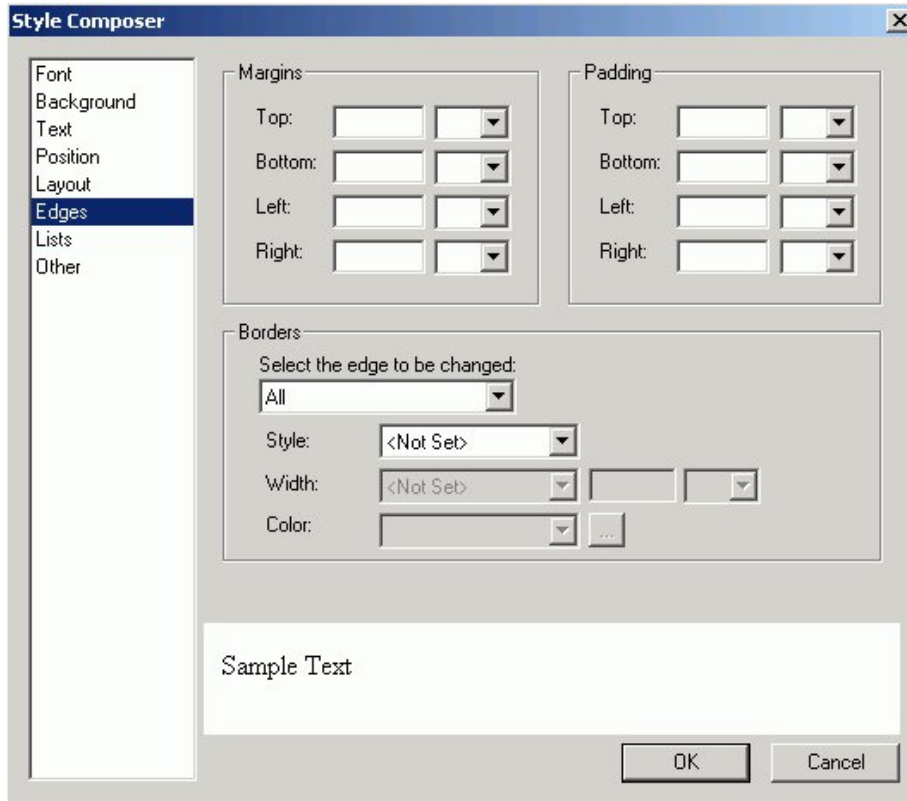 Style Composer
Font
Background
Text
Position
Layout
Edges
Lists
Other
Margins
Top:
Bottom:
Left:
Right:
Padding
Top:
Bottom:
Left:
Right:
Borders
Select the edge to be changed:
All
Style: <Not Set>
Width: <Not Set>
Color: ...
Sample Text
OK Cancel